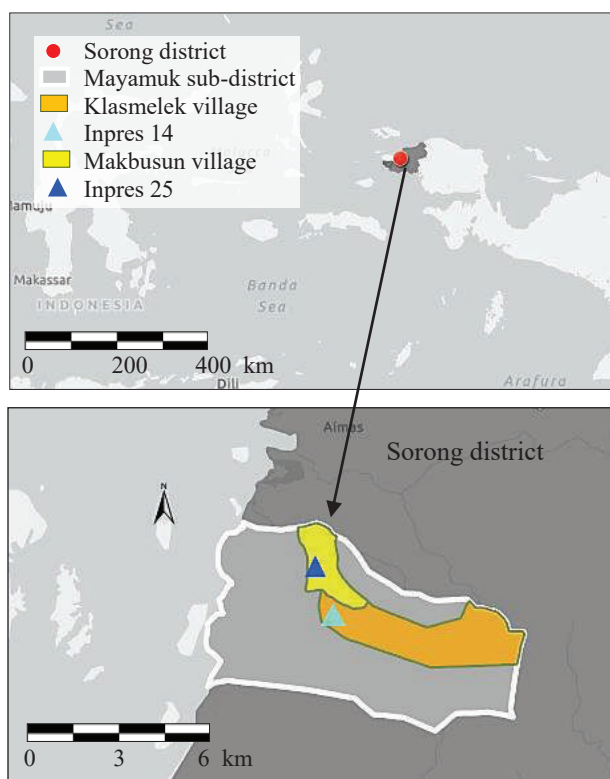 Sea
Sorong district
Mayamuk sub-district
Klasmelek village
Inpres 14
Makbusun village
Inpres 25
Makassar
INDONESIA
Banda
Sea
0 200 400 km
Dili
Arafura
Aimas
Sorong district
N
0 3 6 km